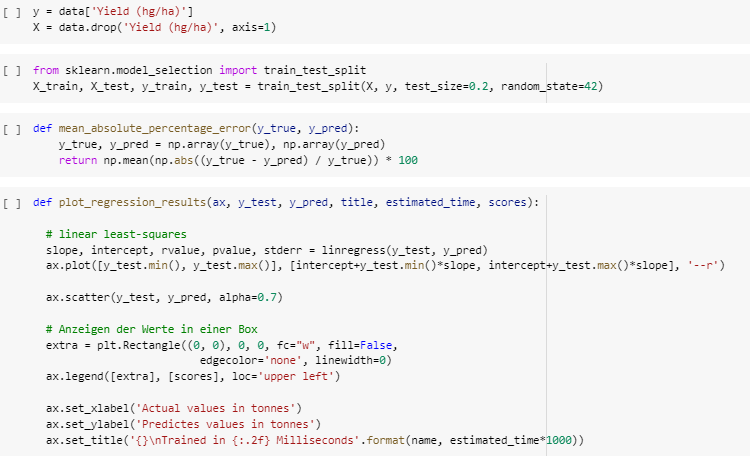 [ ] y = data['Yield (hg/ha)']
X = data.drop('Yield (hg/ha)', axis=1)
[ ] from sklearn.model_selection import train_test_split
X_train, X_test, y_train, y_test = train_test_split(X, y, test_size=0.2, random_state=42)
[ ] def mean_absolute_percentage_error(y_true, y_pred):
y_true, y_pred = np.array(y_true), np.array(y_pred)
return np.mean(np.abs((y_true - y_pred) / y_true)) * 100
[ ] def plot_regression_results(ax, y_test, y_pred, title, estimated_time, scores):
# linear least-squares
slope, intercept, rvalue, pvalue, stderr = linregress(y_test, y_pred)
ax.plot([y_test.min(), y_test.max()], [intercept+y_test.min()*slope, intercept+y_test.max()*slope], '--r')
ax.scatter(y_test, y_pred, alpha=0.7)
# Anzeigen der Werte in einer Box
extra = plt.Rectangle((0, 0), 0, 0, fc="w", fill=False,
edgecolor='none', linewidth=0)
ax.legend([extra], [scores], loc='upper left')
ax.set_xlabel('Actual values in tonnes')
ax.set_ylabel('Predictes values in tonnes')
ax.set_title('{}\nTrained in {:.2f} Milliseconds'.format(name, estimated_time*1000))